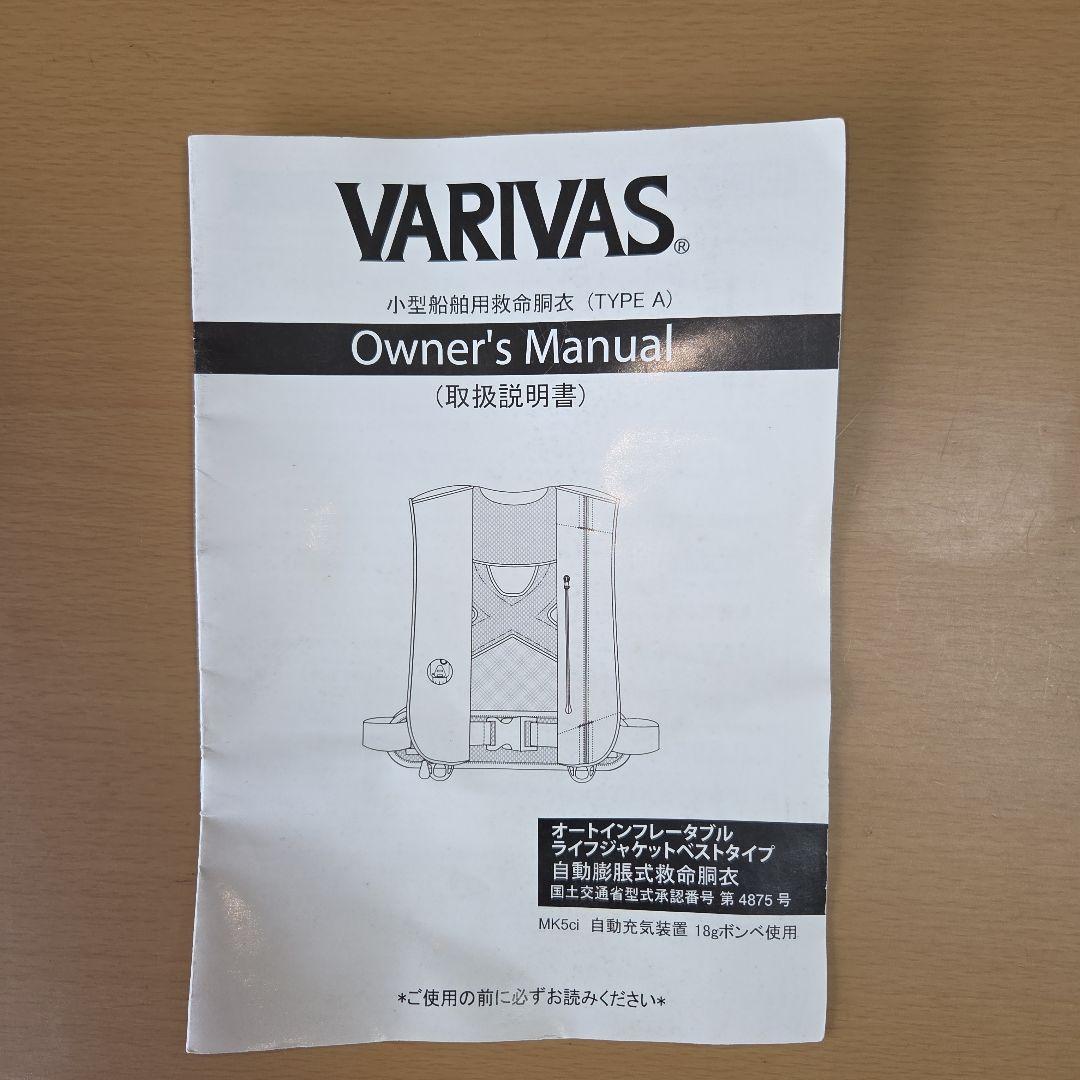 VARIVAS®
小型船舶用救命胴衣（TYPE A）
Owner's Manual
（取扱説明書）
オートインフレータブル
ライフジャケットベストタイプ
自動膨脹式救命胴衣
国土交通省型式承認番号 第 4875 号
MK5ci 自動充気装置 18gボンベ使用
*ご使用の前に必ずお読みください*